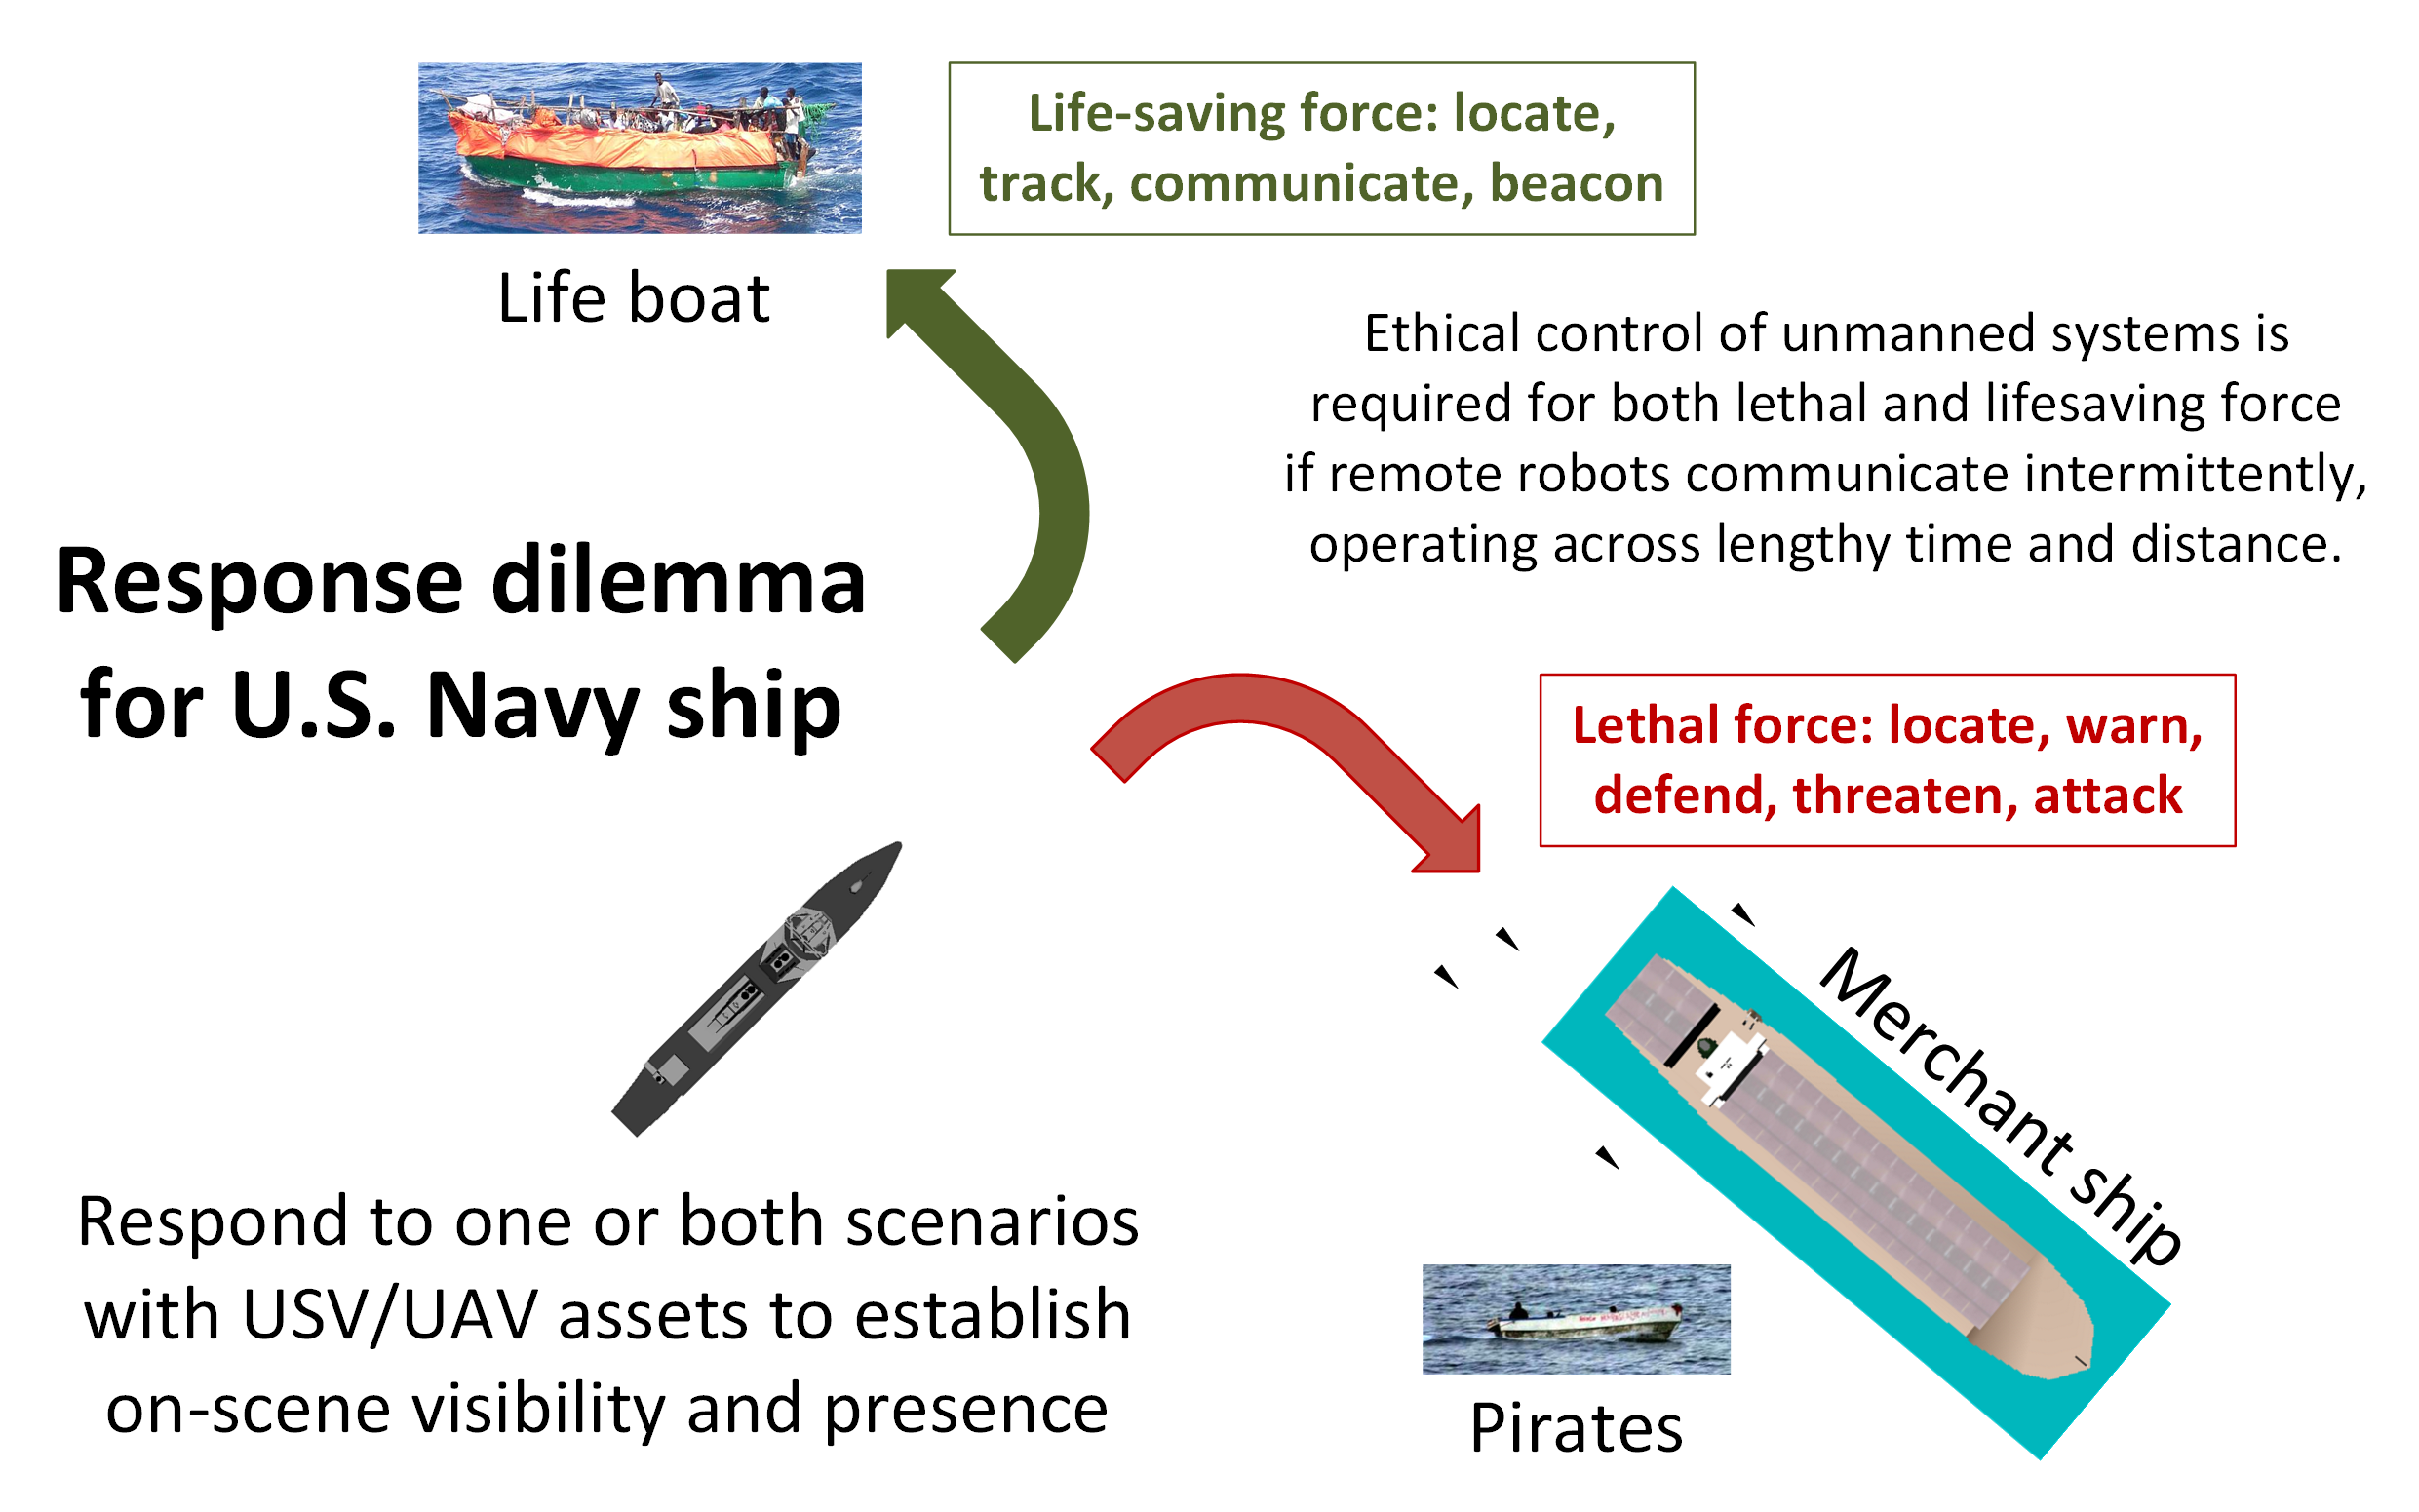 Life-saving force: locate,
track, communicate, beacon
Life boat
Ethical control of unmanned systems is
required for both lethal and lifesaving force
if remote robots communicate intermittently,
operating across lengthy time and distance.
Response dilemma
for U.S. Navy ship
Lethal force: locate, warn,
defend, threaten, attack
Merchant ship
Respond to one or both scenarios
with USV/UAV assets to establish
on-scene visibility and presence
Pirates